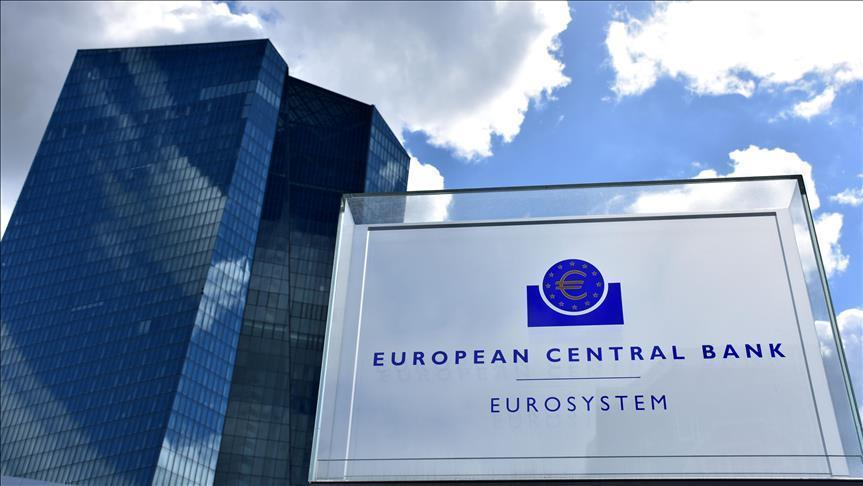 €
EUROPEAN CENTRAL BANK
EUROSYSTEM